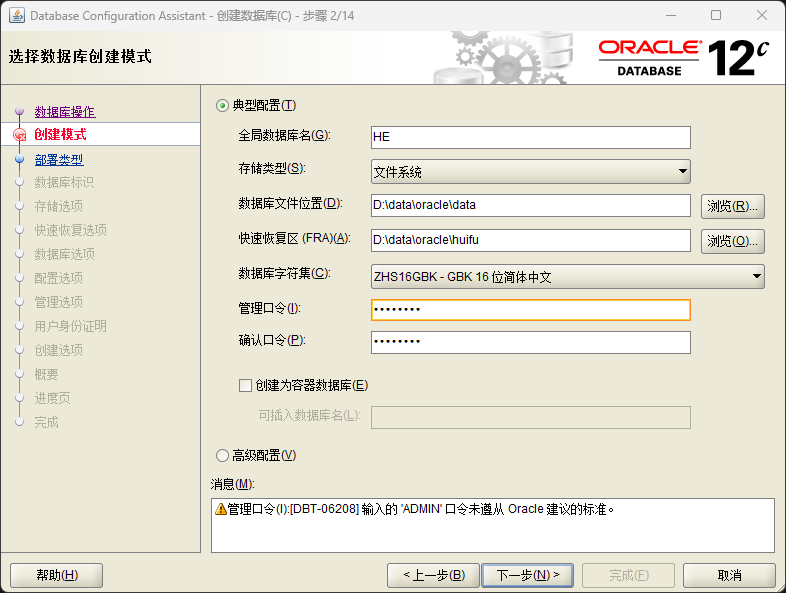 Database Configuration Assistant - 创建数据库(C) - 步骤 2/14
选择数据库创建模式
ORACLE®
DATABASE
12c
数据库操作
创建模式
部署类型
数据库标识
存储选项
快速恢复选项
数据库选项
配置选项
管理选项
用户身份证明
创建选项
概要
进度页
完成
典型配置(T)
全局数据库名(G): HE
存储类型(S): 文件系统
数据库文件位置(D): D:\data\oracle\data 浏览(R)...
快速恢复区 (FRA)(A): D:\data\oracle\huifu 浏览(O)...
数据库字符集(C): ZHS16GBK - GBK 16 位简体中文
管理口令(I): ••••••••
确认口令(P): ••••••••
创建为容器数据库(E)
可插入数据库名(L):
高级配置(V)
消息(M):
管理口令(I):[DBT-06208] 输入的 'ADMIN' 口令未遵从 Oracle 建议的标准。
帮助(H) < 上一步(B) 下一步(N) > 完成(F) 取消